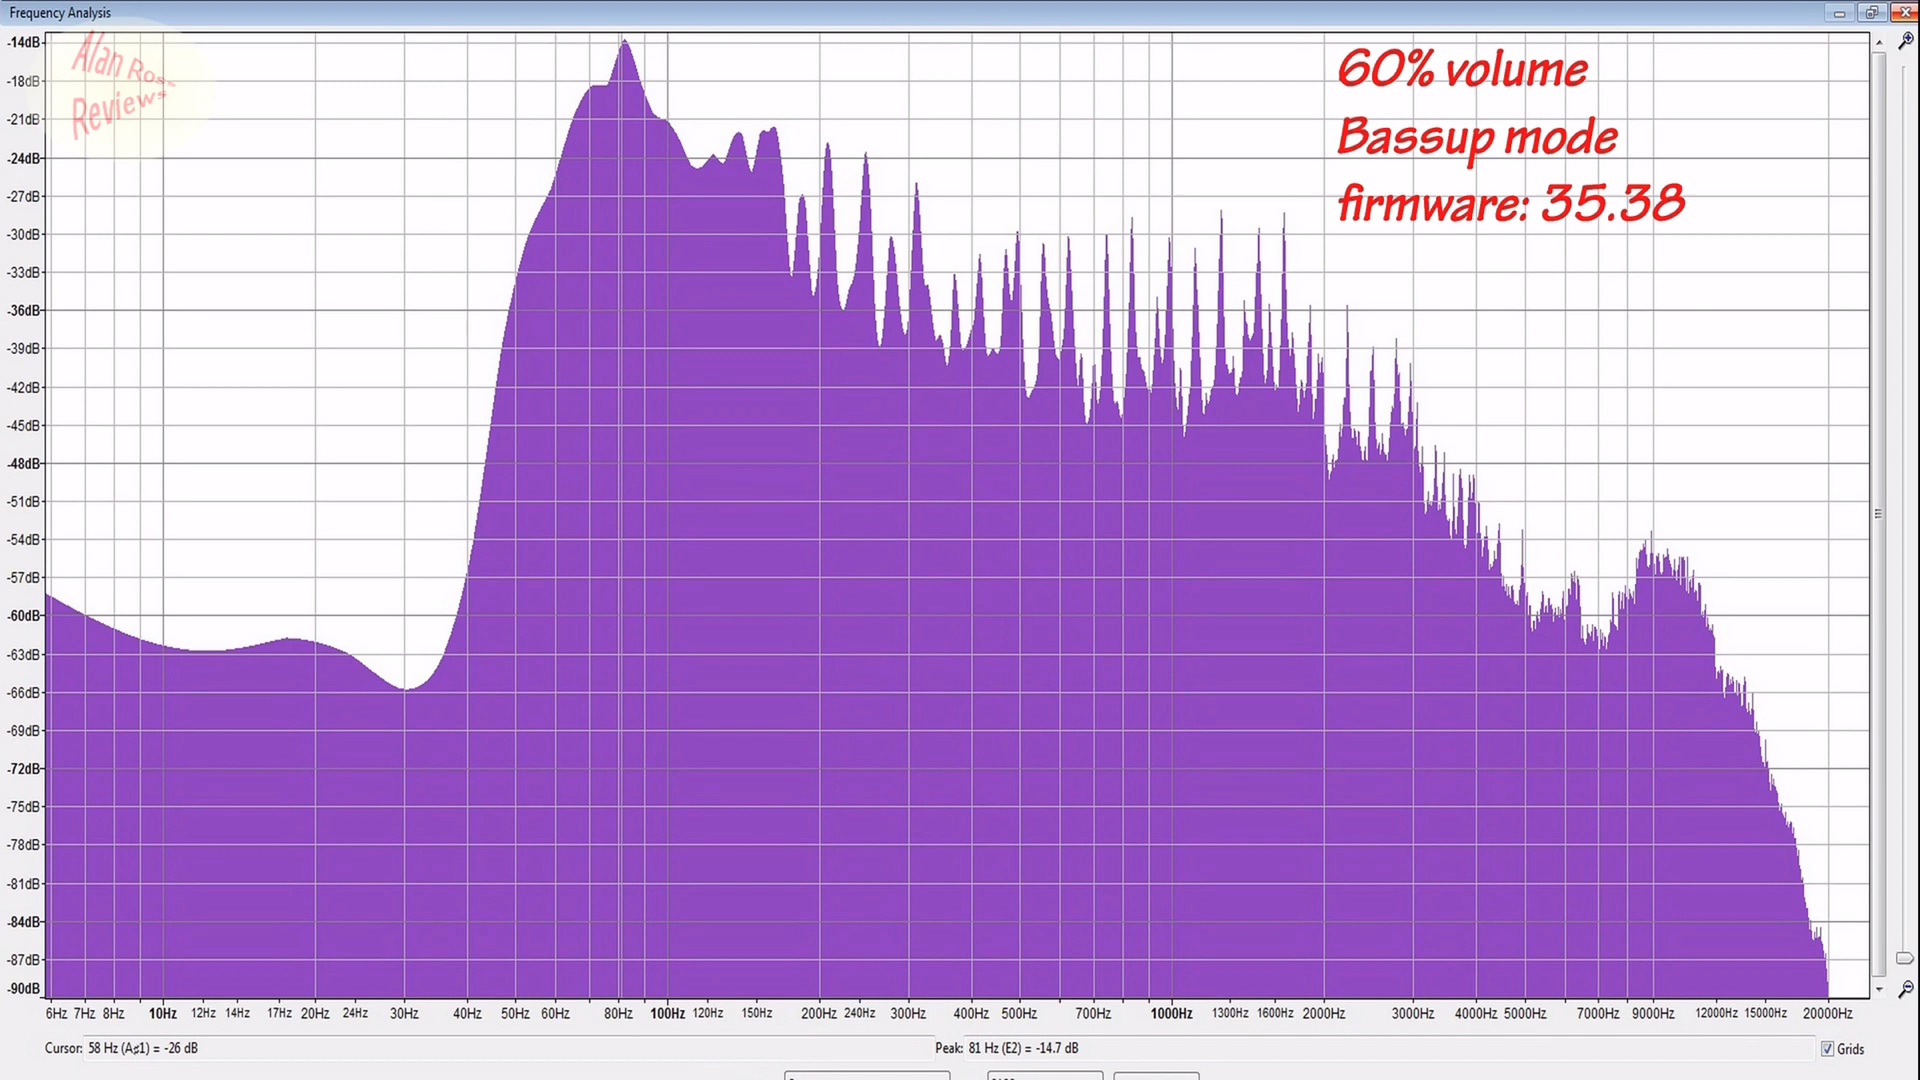 Frequency Analysis
Alan Ross
Reviews
60% volume
Bassup mode
firmware: 35.38
-14dB
-18dB
-21dB
-24dB
-27dB
-30dB
-33dB
-36dB
-39dB
-42dB
-45dB
-48dB
-51dB
-54dB
-57dB
-60dB
-63dB
-66dB
-69dB
-72dB
-75dB
-78dB
-81dB
-84dB
-87dB
-90dB
6Hz 7Hz 8Hz 10Hz 12Hz 14Hz 17Hz 20Hz 24Hz 30Hz 40Hz 50Hz 60Hz 80Hz 100Hz 120Hz 150Hz 200Hz 240Hz 300Hz 400Hz 500Hz 700Hz 1000Hz 1300Hz 1600Hz 2000Hz 3000Hz 4000Hz 5000Hz 7000Hz 9000Hz 12000Hz 15000Hz 20000Hz
Cursor: 58 Hz (A♯1) = -26 dB Peak: 81 Hz (E2) = -14.7 dB Grids